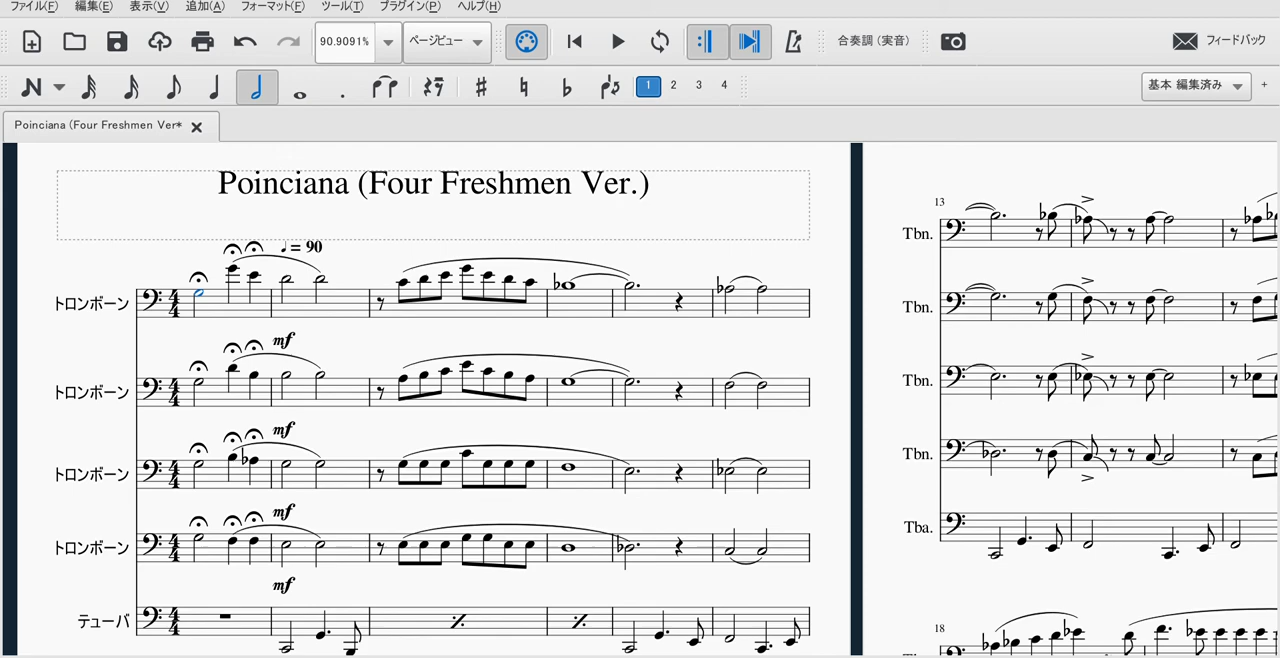 ファイル(F) 編集(E) 表示(V) 追加(A) フォーマット(F) ツール(T) プラグイン(P) ヘルプ(H)
90.9091% ページビュー 合奏調 (実音) フィードバック
1 2 3 4 基本 編集済み +
Poinciana (Four Freshmen Ver*
Poinciana (Four Freshmen Ver.)
= 90
トロンボーン
mf
トロンボーン
mf
トロンボーン
mf
トロンボーン
mf
テューバ
13
Tbn.
Tbn.
Tbn.
Tbn.
Tba.
18